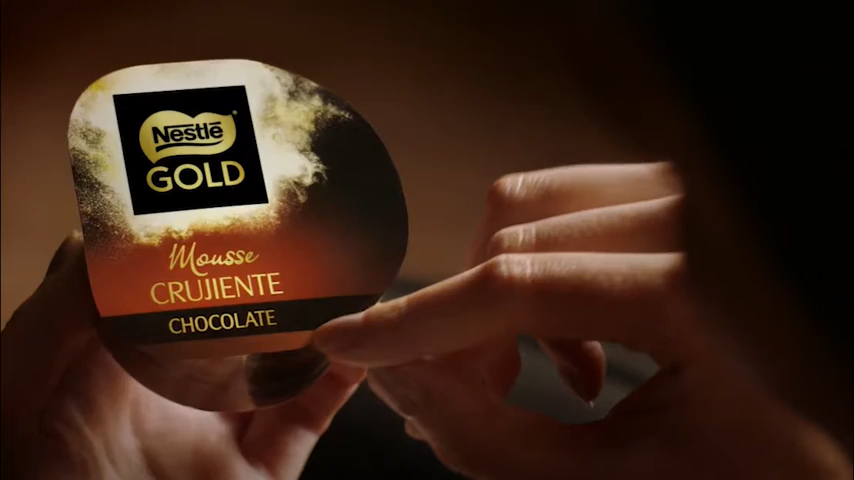 Nestlé
GOLD
Mousse
CRUJIENTE
CHOCOLATE